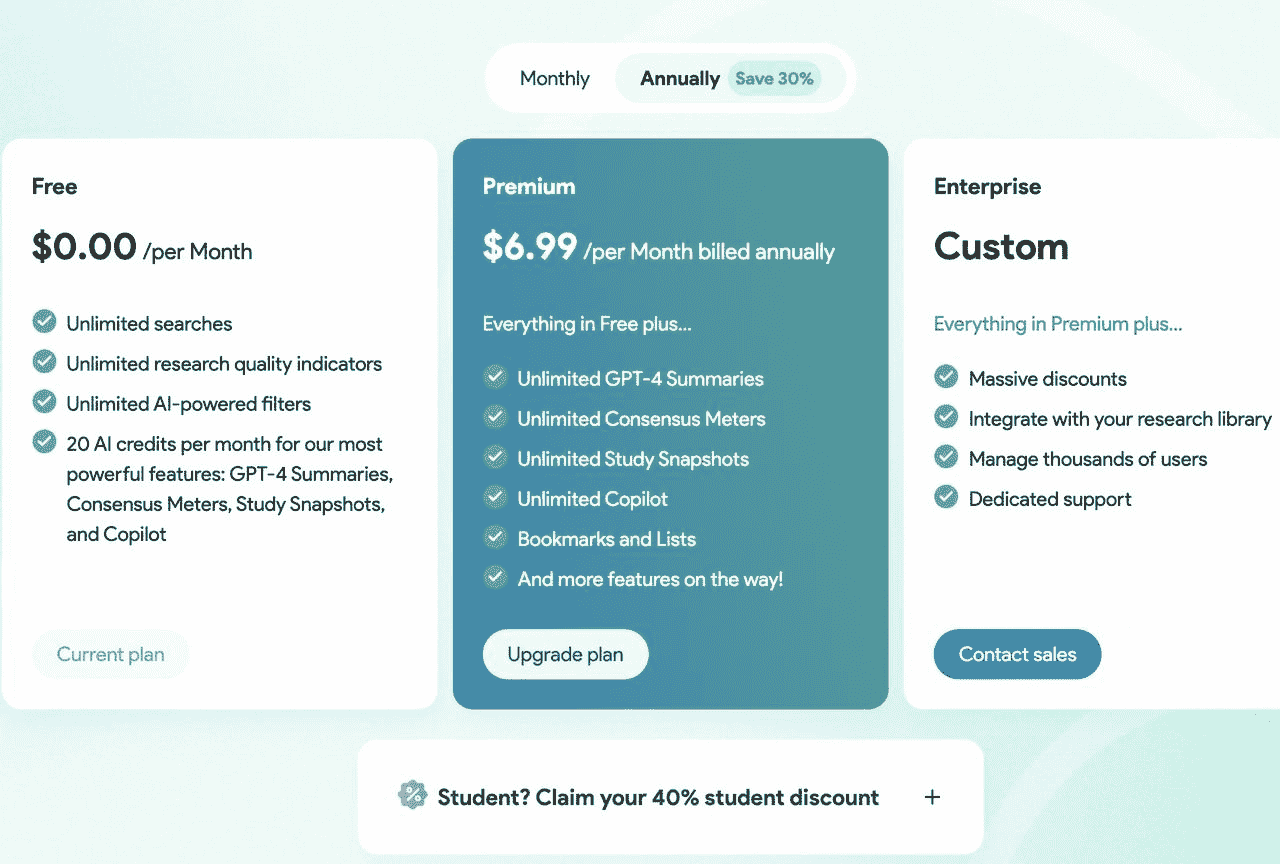 Monthly
Annually Save 30%
Free
$0.00 /per Month
Unlimited searches
Unlimited research quality indicators
Unlimited AI-powered filters
20 AI credits per month for our most
powerful features: GPT-4 Summaries,
Consensus Meters, Study Snapshots,
and Copilot
Current plan
Premium
$6.99 /per Month billed annually
Everything in Free plus...
Unlimited GPT-4 Summaries
Unlimited Consensus Meters
Unlimited Study Snapshots
Unlimited Copilot
Bookmarks and Lists
And more features on the way!
Upgrade plan
Enterprise
Custom
Everything in Premium plus...
Massive discounts
Integrate with your research library
Manage thousands of users
Dedicated support
Contact sales
Student? Claim your 40% student discount +